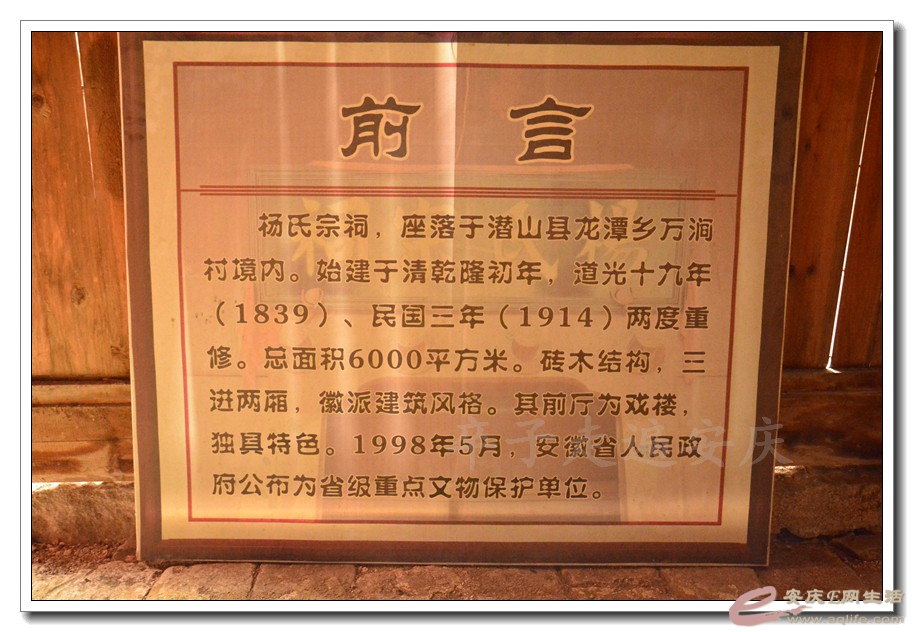 前言
杨氏宗祠，座落于潜山县龙潭乡万涧
村境内。始建于清乾隆初年，道光十九年
（1839）、民国三年（1914）两度重
修。总面积6000平方米。砖木结构，三
进两厢，徽派建筑风格。其前厅为戏楼，
独具特色。1998年5月，安徽省人民政
府公布为省级重点文物保护单位。
章子走遍安庆
安庆E网生活
www.aqlife.com